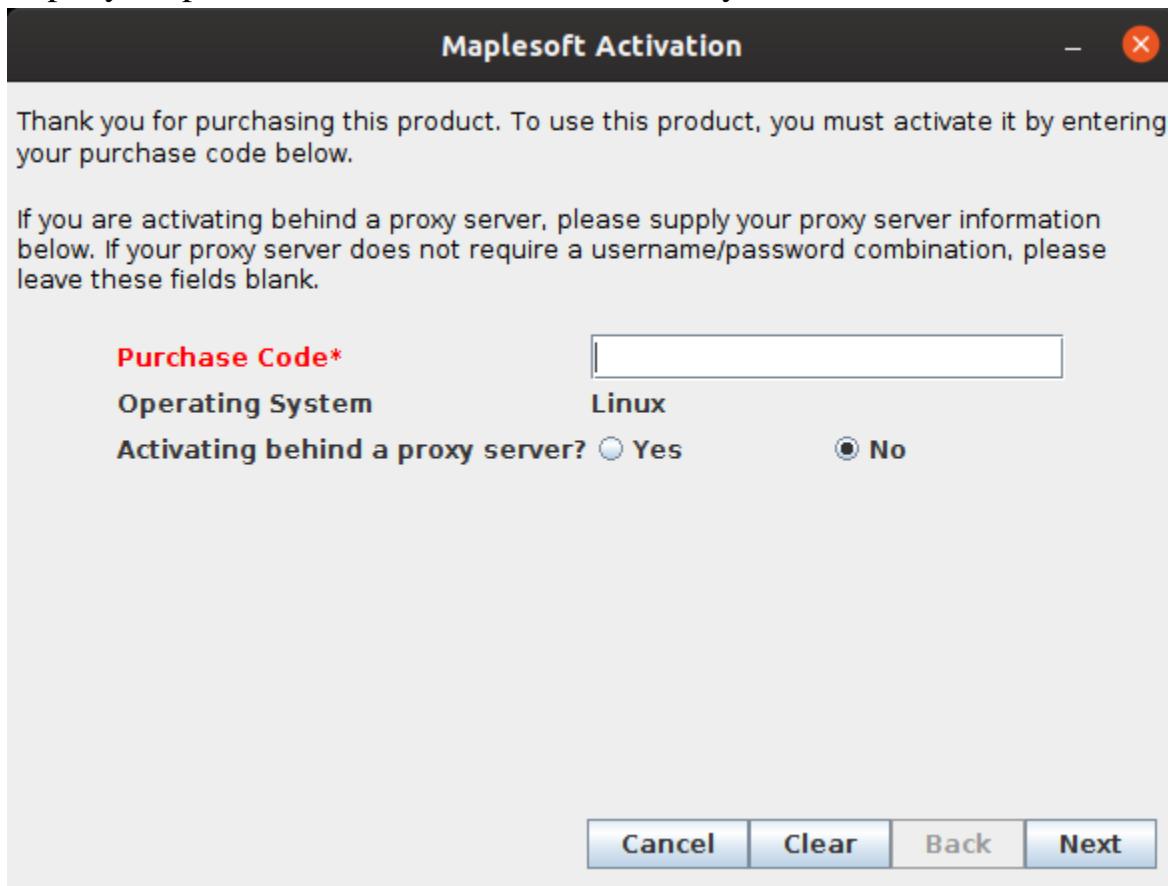 Maplesoft Activation
Thank you for purchasing this product. To use this product, you must activate it by entering
your purchase code below.
If you are activating behind a proxy server, please supply your proxy server information
below. If your proxy server does not require a username/password combination, please
leave these fields blank.
Purchase Code*
Operating System Linux
Activating behind a proxy server? Yes No
Cancel Clear Back Next